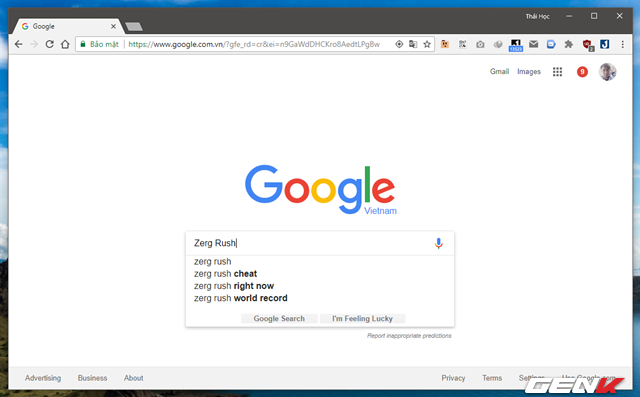 Thái Học
Google
Bảo mật
https://www.google.com.vn/?gfe_rd=cr&ei=n9GaWdDHCKro8AedtLPgBw
Gmail Images 9
Google
Vietnam
Zerg Rush
zerg rush
zerg rush cheat
zerg rush right now
zerg rush world record
Google Search I'm Feeling Lucky
Report inappropriate predictions
Advertising Business About Privacy Terms Settings Use Google.com
GENK